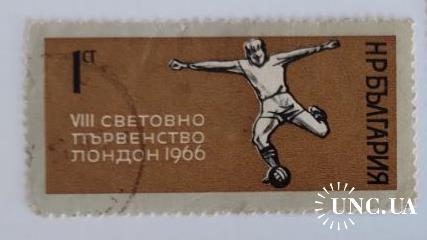 1 СТ
VIII СВЕТОВНО
ПЪРВЕНСТВО
ЛОНДОН 1966
НР БЪЛГАРИЯ
UNC.UA